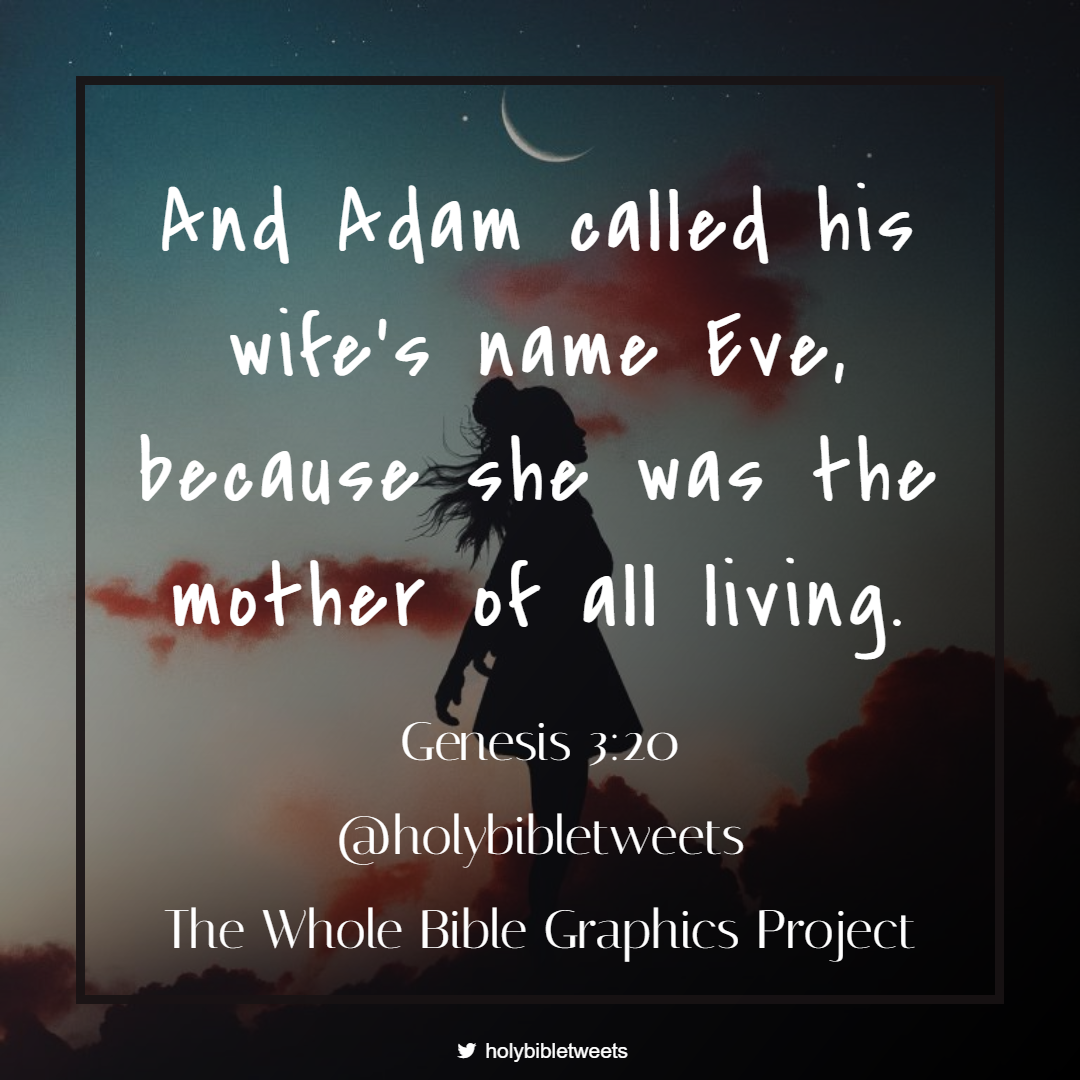 And Adam called his
wife's name Eve,
because she was the
mother of all living.
Genesis 3:20
@holybibletweets
The Whole Bible Graphics Project
holybibletweets